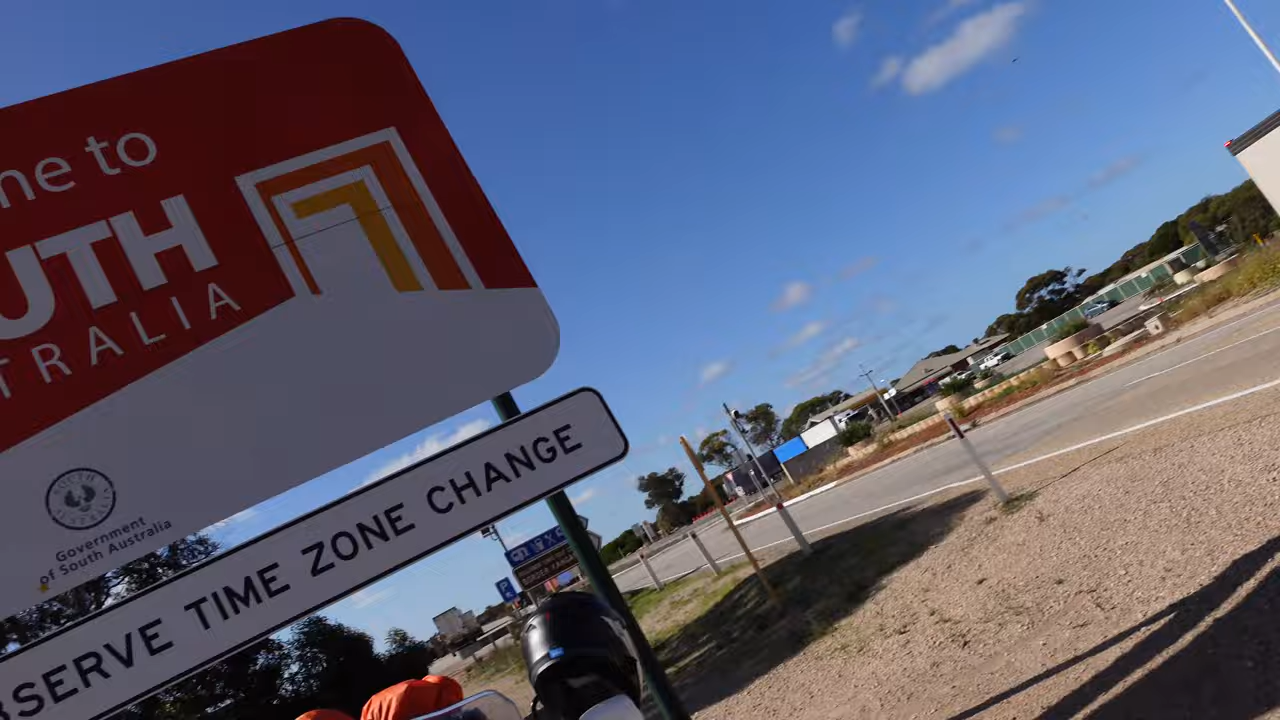 me to
UTH
TRALIA
Government
of South Australia
SERVE TIME ZONE CHANGE
P